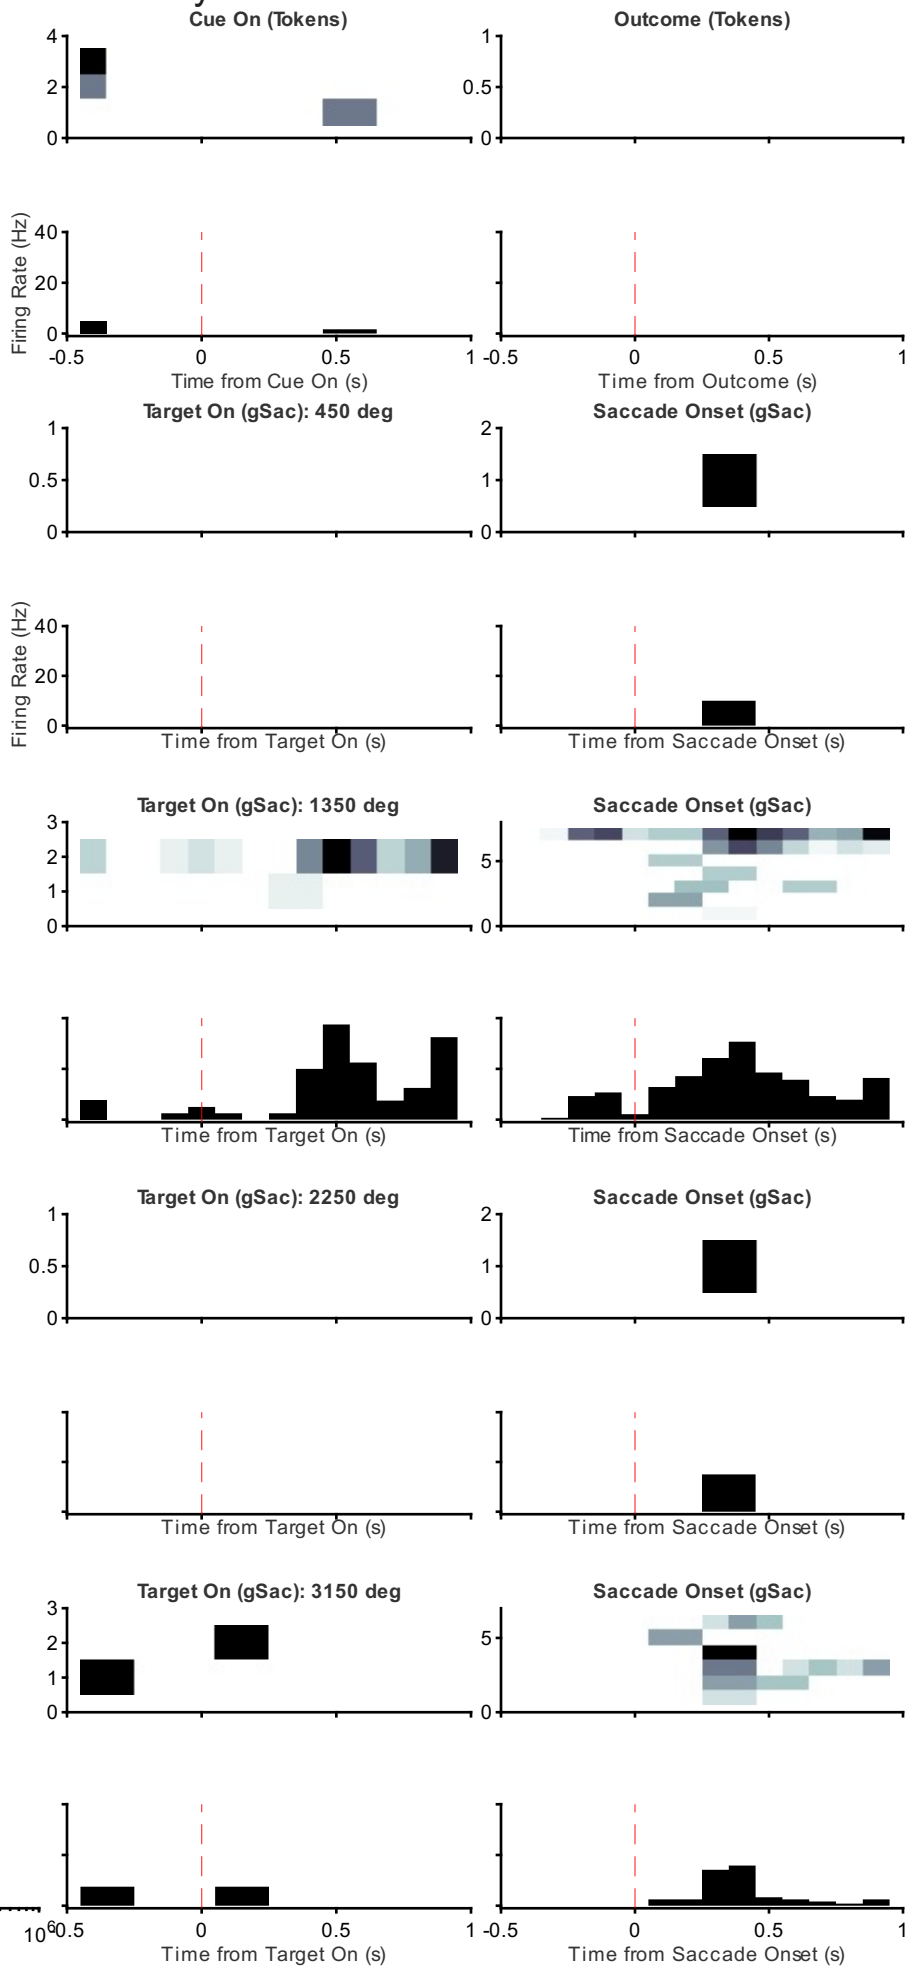 y
Cue On (Tokens) Outcome (Tokens)
4 1
2 0.5
0 0
Firing Rate (Hz)
40
20
0
-0.5 0 0.5 1 -0.5 0 0.5 1
Time from Cue On (s) Time from Outcome (s)
Target On (gSac): 450 deg Saccade Onset (gSac)
1 2
0.5 1
0 0
Firing Rate (Hz)
40
20
0
Time from Target On (s) Time from Saccade Onset (s)
Target On (gSac): 1350 deg Saccade Onset (gSac)
3
2 5
1
0 0
Time from Target On (s) Time from Saccade Onset (s)
Target On (gSac): 2250 deg Saccade Onset (gSac)
1 2
0.5 1
0 0
Time from Target On (s) Time from Saccade Onset (s)
Target On (gSac): 3150 deg Saccade Onset (gSac)
3
2 5
1
0 0
10⁶
-0.5 0 0.5 1 -0.5 0 0.5 1
Time from Target On (s) Time from Saccade Onset (s)